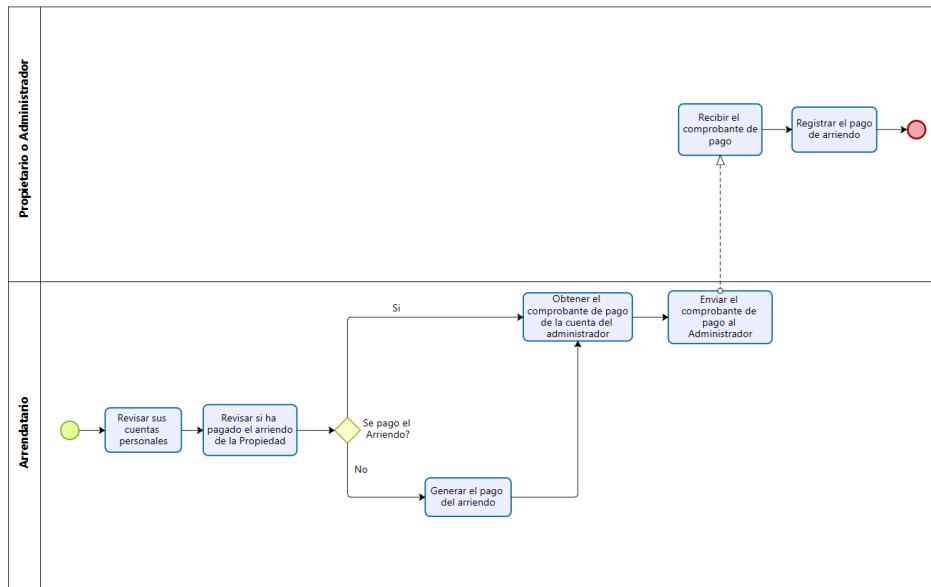 Propietario o Administrador
Recibir el
comprobante de
pago
Registrar el pago
de arriendo
Arrendatario
Revisar sus
cuentas
personales
Revisar si ha
pagado el arriendo
de la Propiedad
Se pago el
Arriendo?
Si
No
Generar el pago
del arriendo
Obtener el
comprobante de pago
de la cuenta del
administrador
Enviar el
comprobante de
pago al
Administrador